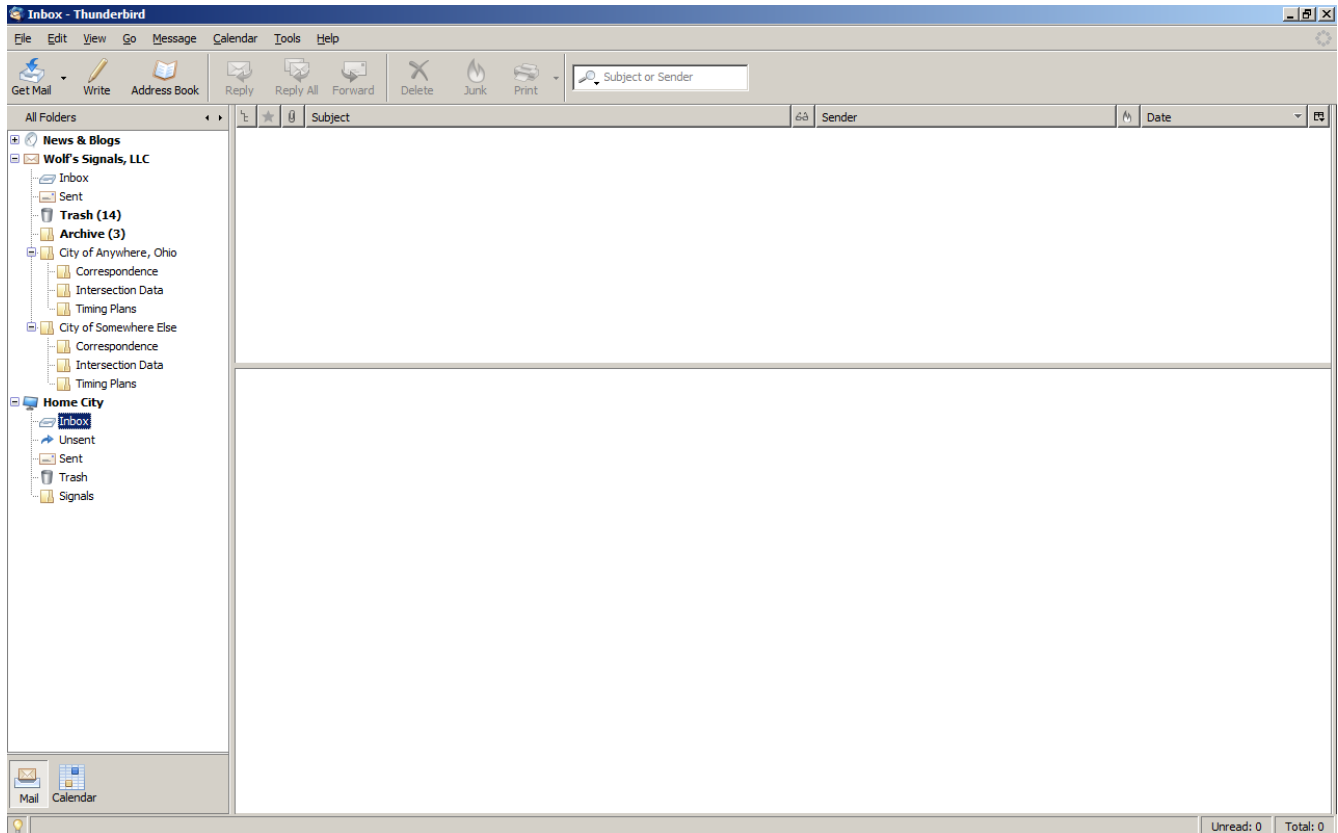 Inbox - Thunderbird
File Edit View Go Message Calendar Tools Help
Get Mail Write Address Book Reply Reply All Forward Delete Junk Print Subject or Sender
All Folders Subject Sender Date
News & Blogs
Wolf's Signals, LLC
Inbox
Sent
Trash (14)
Archive (3)
City of Anywhere, Ohio
Correspondence
Intersection Data
Timing Plans
City of Somewhere Else
Correspondence
Intersection Data
Timing Plans
Home City
Inbox
Unsent
Sent
Trash
Signals
Mail Calendar
Unread: 0 Total: 0